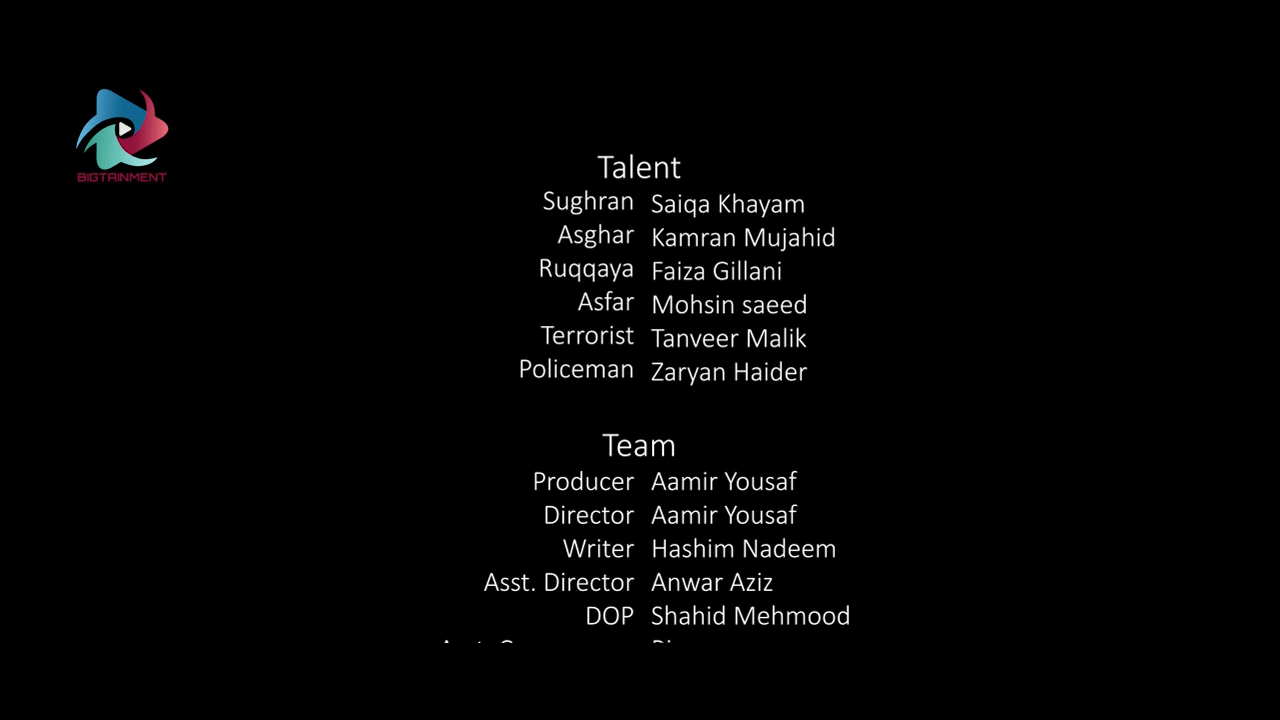 BIGTAINMENT
Talent
Sughran Saiqa Khayam
Asghar Kamran Mujahid
Ruqqaya Faiza Gillani
Asfar Mohsin saeed
Terrorist Tanveer Malik
Policeman Zaryan Haider
Team
Producer Aamir Yousaf
Director Aamir Yousaf
Writer Hashim Nadeem
Asst. Director Anwar Aziz
DOP Shahid Mehmood